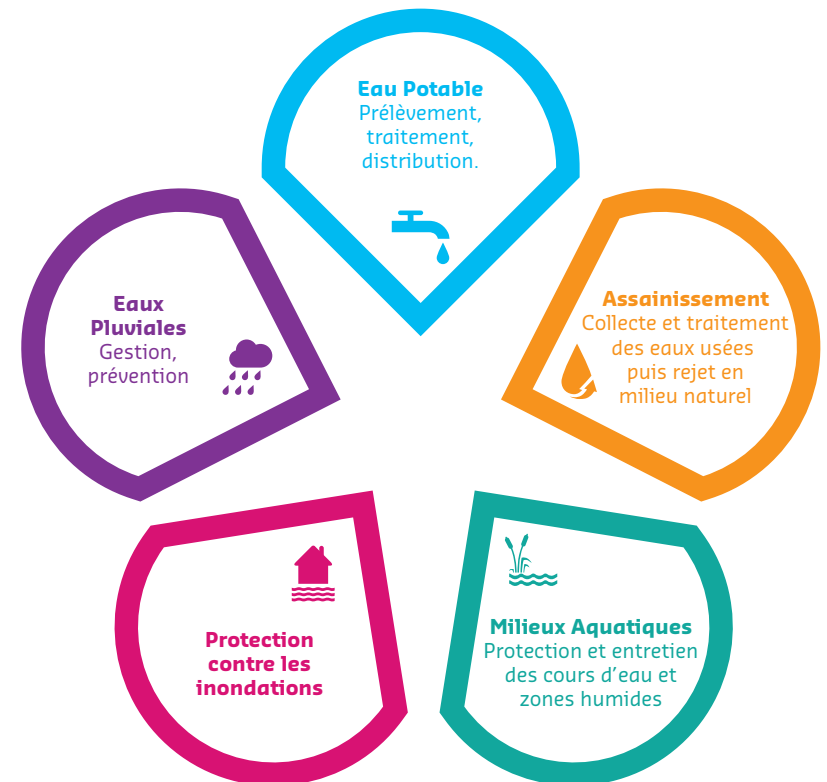 Eau Potable
Prélèvement,
traitement,
distribution.
Assainissement
Collecte et traitement
des eaux usées
puis rejet en
milieu naturel
Milieux Aquatiques
Protection et entretien
des cours d'eau et
zones humides
Protection
contre les
inondations
Eaux
Pluviales
Gestion,
prévention